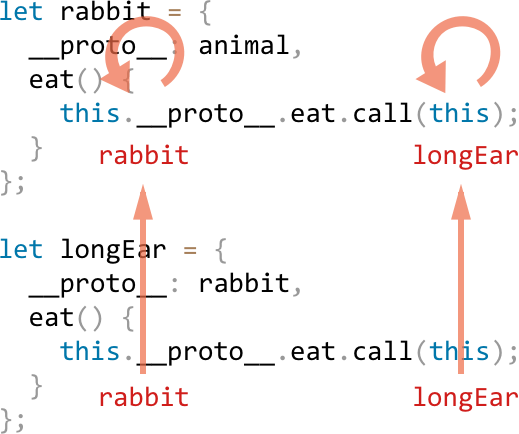 let rabbit = {
  __proto__: animal,
  eat() {
    this.__proto__.eat.call(this);
  }
rabbit longEar
};
let longEar = {
  __proto__: rabbit,
  eat() {
    this.__proto__.eat.call(this);
  }
rabbit longEar
};